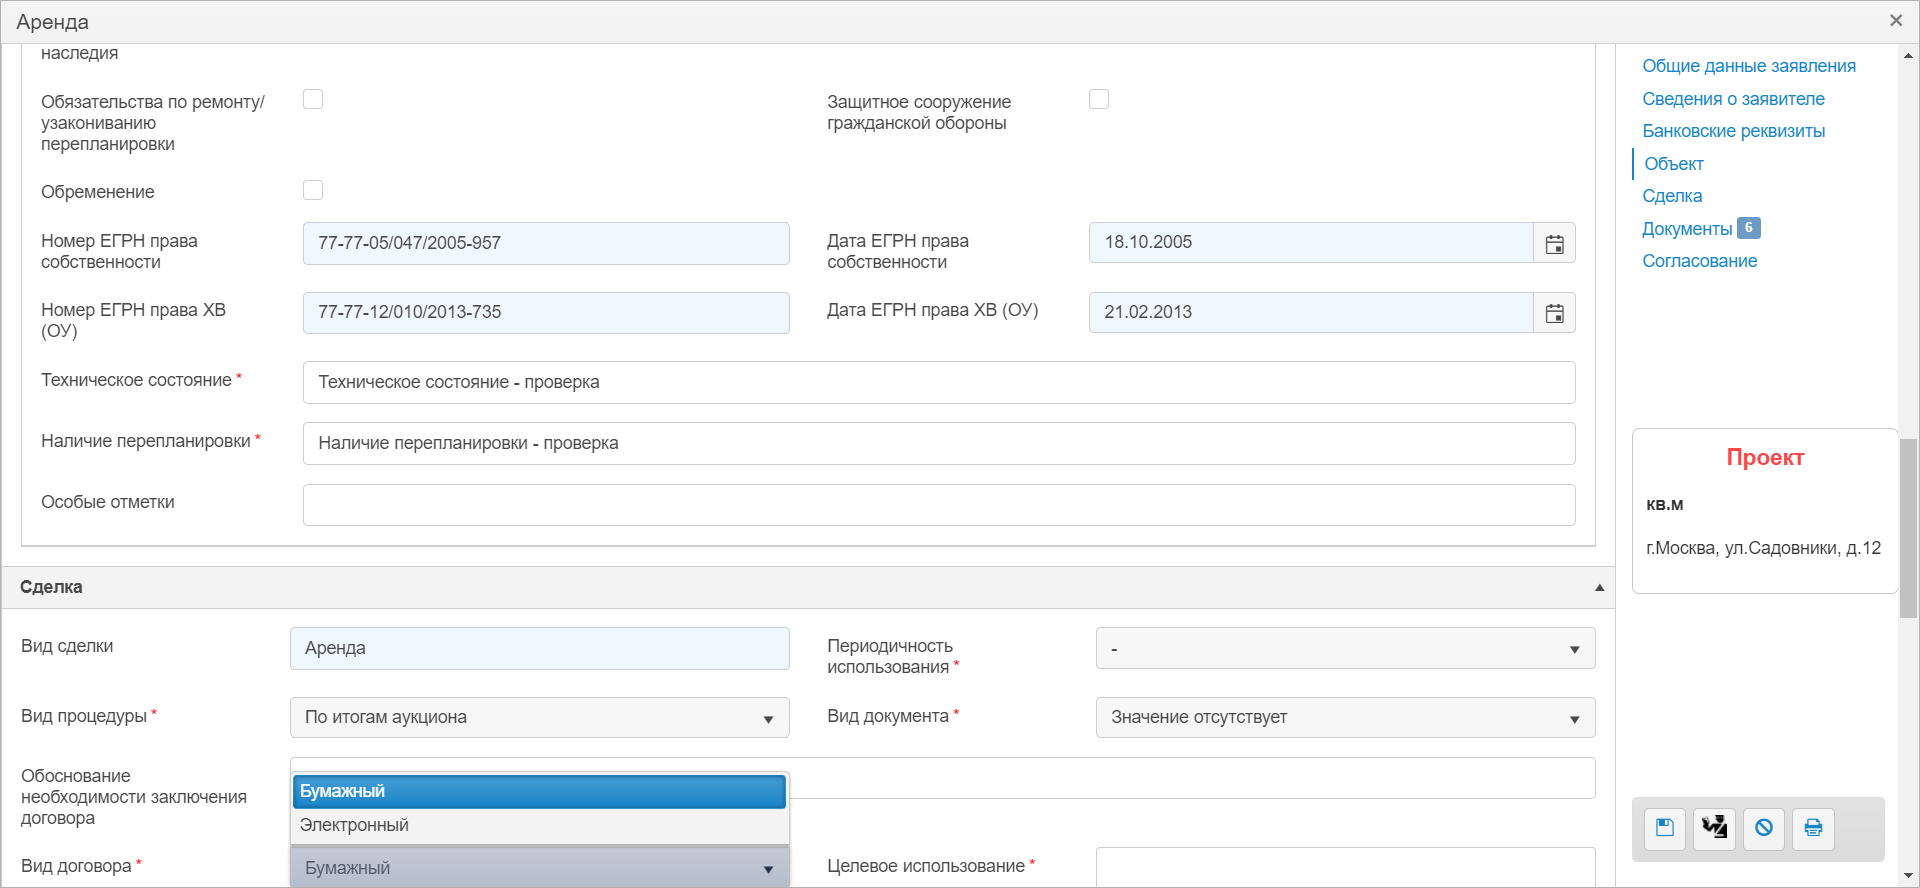 Аренда
наследия
Обязательства по ремонту/
узакониванию
перепланировки
Защитное сооружение
гражданской обороны
Обременение
Номер ЕГРН права
собственности
77-77-05/047/2005-957
Дата ЕГРН права
собственности
18.10.2005
Номер ЕГРН права ХВ
(ОУ)
77-77-12/010/2013-735
Дата ЕГРН права ХВ (ОУ)
21.02.2013
Техническое состояние *
Техническое состояние - проверка
Наличие перепланировки *
Наличие перепланировки - проверка
Особые отметки
Сделка
Вид сделки
Аренда
Периодичность
использования *
-
Вид процедуры *
По итогам аукциона
Вид документа *
Значение отсутствует
Обоснование
необходимости заключения
договора
Бумажный
Электронный
Вид договора *
Бумажный
Целевое использование *
Общие данные заявления
Сведения о заявителе
Банковские реквизиты
Объект
Сделка
Документы 6
Согласование
Проект
кв.м
г.Москва, ул.Садовники, д.12